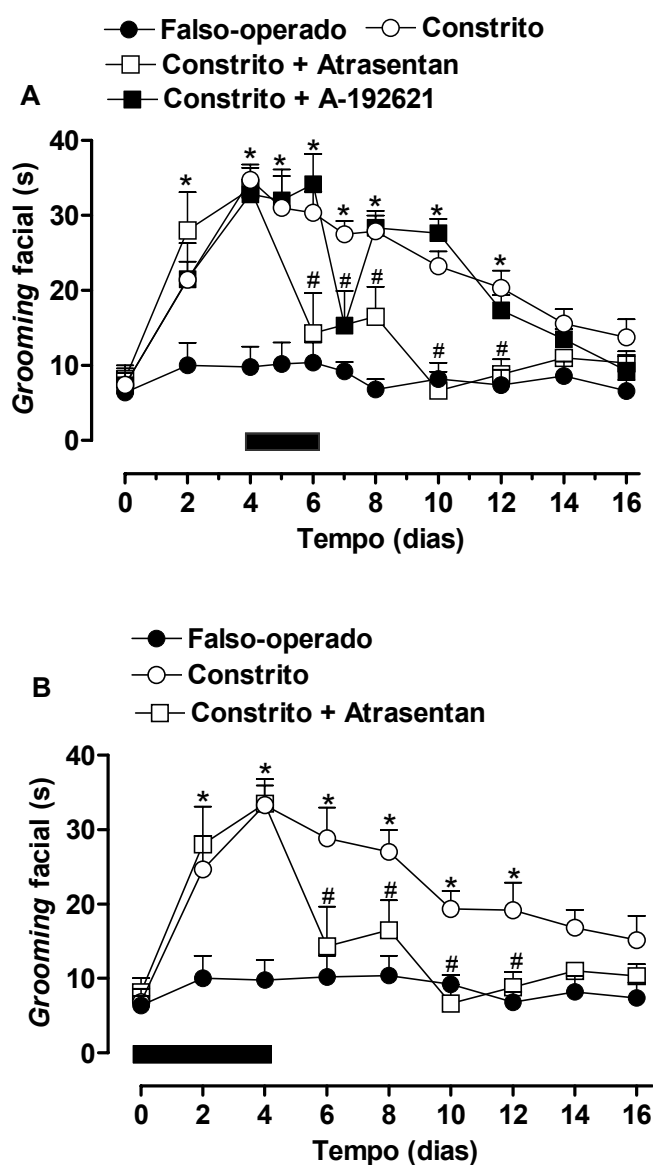 Falso-operado Constrito
Constrito + Atrasentan
Constrito + A-192621
A
Grooming facial (s)
40
30
20
10
0
* * * * * * * *
# # # # #
0 2 4 6 8 10 12 14 16
Tempo (dias)
Falso-operado
Constrito
Constrito + Atrasentan
B
Grooming facial (s)
40
30
20
10
0
* * * * * *
# # # #
0 2 4 6 8 10 12 14 16
Tempo (dias)